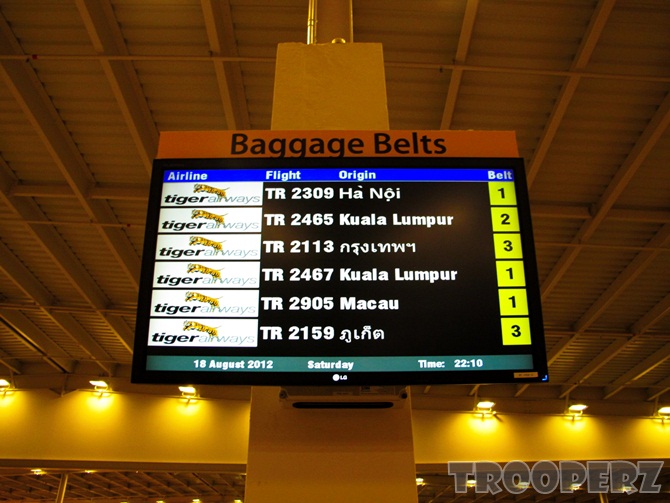 Baggage Belts
Airline Flight Origin Belt
tigerairways TR 2309 Hà Nội 1
tigerairways TR 2465 Kuala Lumpur 2
tigerairways TR 2113 กรุงเทพฯ 3
tigerairways TR 2467 Kuala Lumpur 1
tigerairways TR 2905 Macau 1
tigerairways TR 2159 ภูเก็ต 3
18 August 2012 Saturday Time: 22:10
LG
TROOPERZ